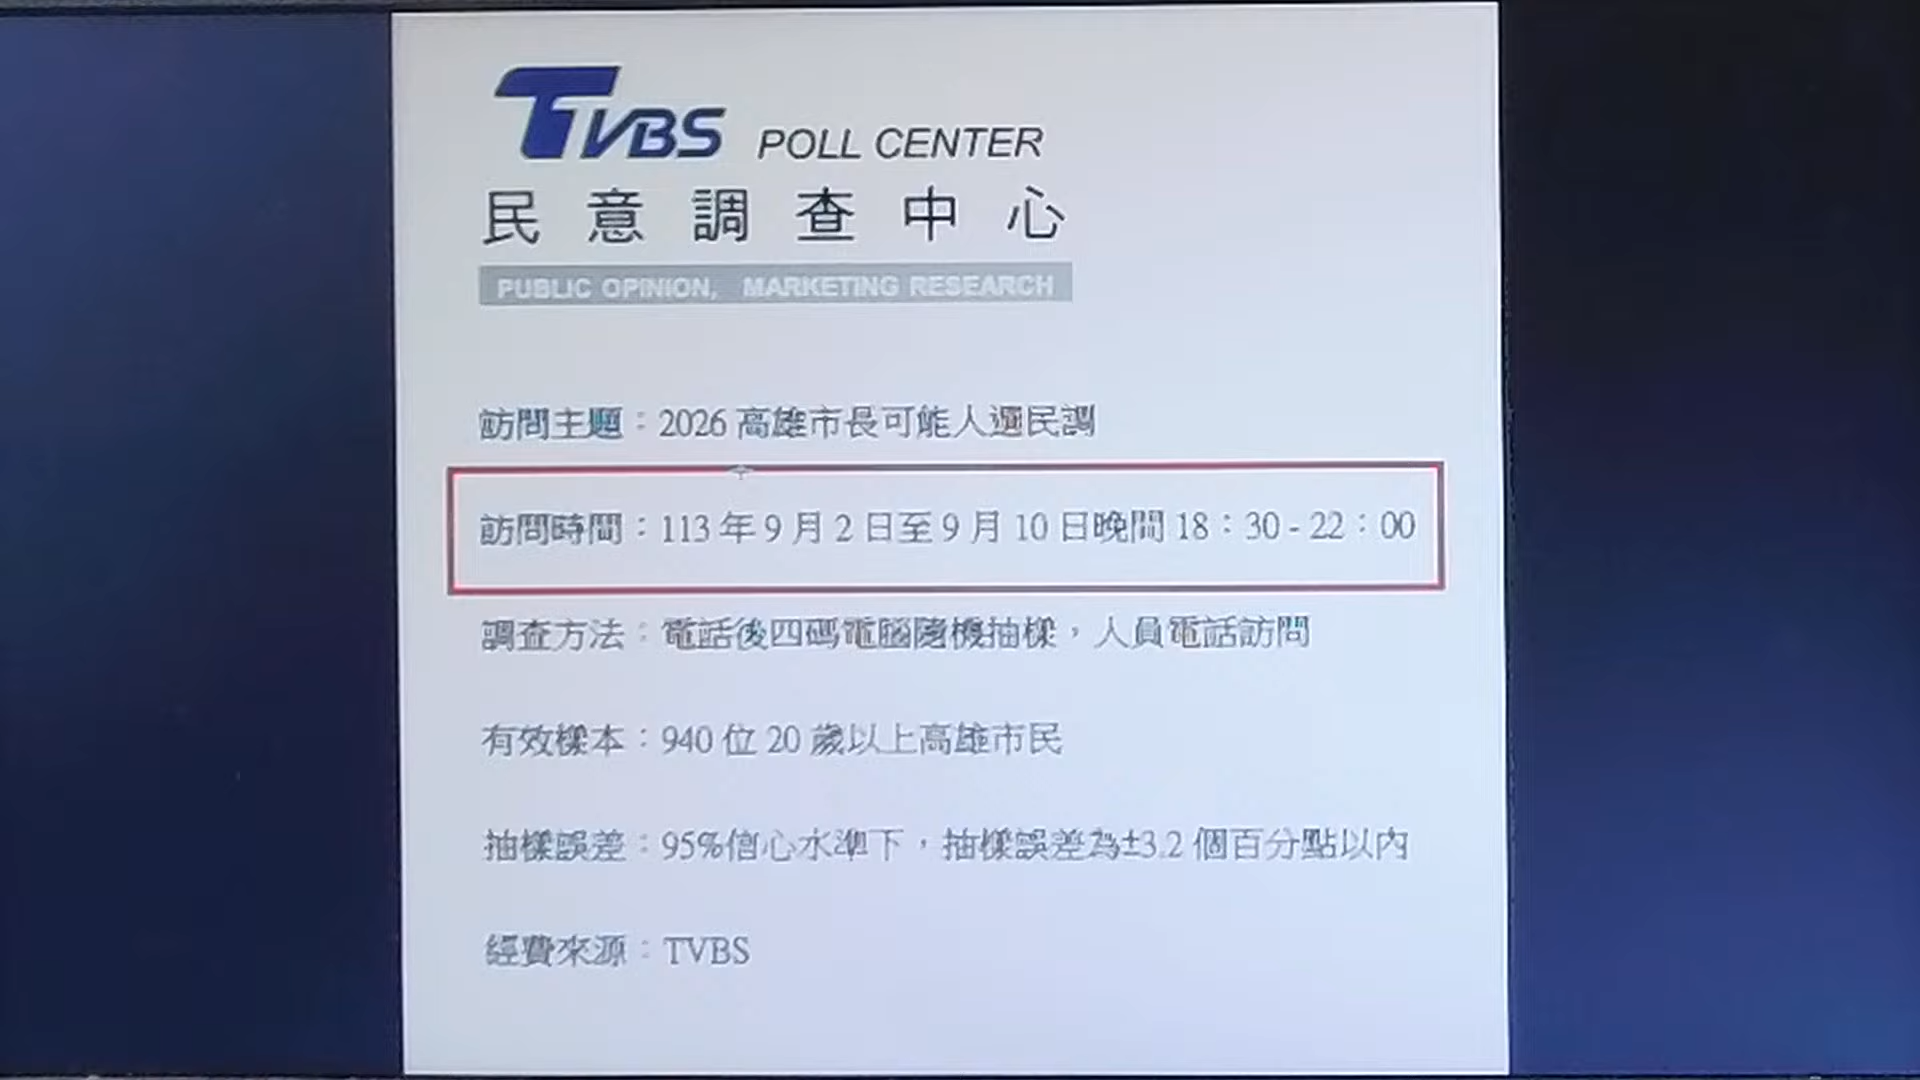 TVBS POLL CENTER
民意調查中心
PUBLIC OPINION, MARKETING RESEARCH
訪問主題：2026 高雄市長可能人選民調
訪問時間：113 年 9 月 2 日至 9 月 10 日晚間 18：30 - 22：00
調查方法：電話後四碼電腦隨機抽樣，人員電話訪問
有效樣本：940 位 20 歲以上高雄市民
抽樣誤差：95%信心水準下，抽樣誤差為±3.2 個百分點以內
經費來源：TVBS